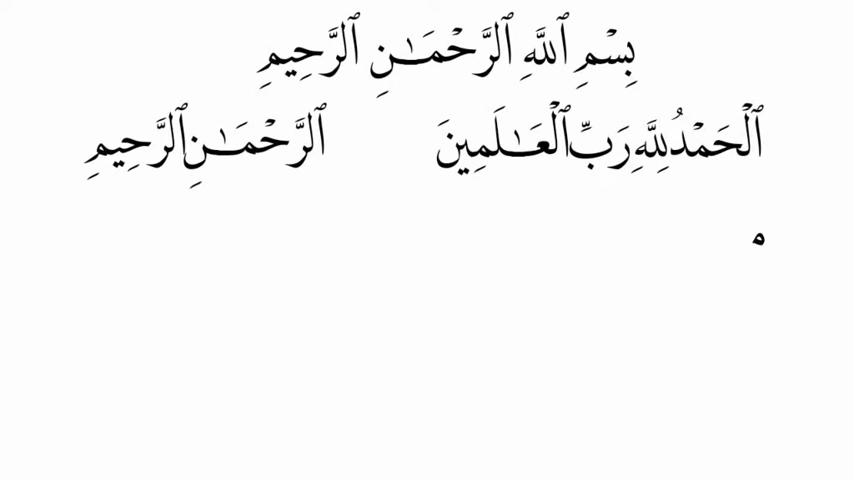 بِسْمِ ٱللَّهِ ٱلرَّحْمَـٰنِ ٱلرَّحِيمِ
ٱلْحَمْدُ لِلَّهِ رَبِّ ٱلْعَـٰلَمِينَ ٱلرَّحْمَـٰنِ ٱلرَّحِيمِ